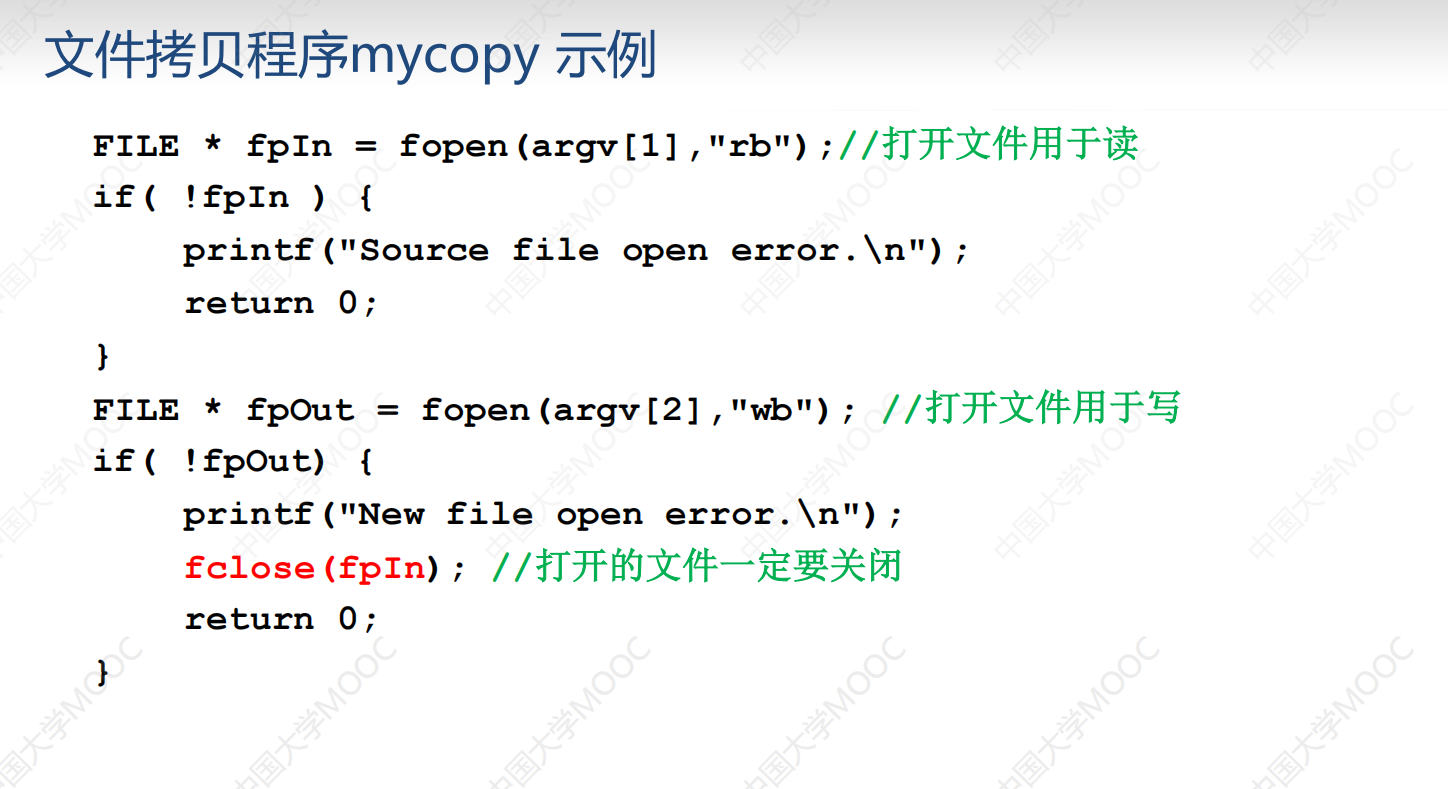 文件拷贝程序mycopy 示例
FILE * fpIn = fopen(argv[1],"rb");//打开文件用于读
if( !fpIn ) {
printf("Source file open error.\n");
return 0;
}
FILE * fpOut = fopen(argv[2],"wb"); //打开文件用于写
if( !fpOut) {
printf("New file open error.\n");
fclose(fpIn); //打开的文件一定要关闭
return 0;
}
中国大学MOOC